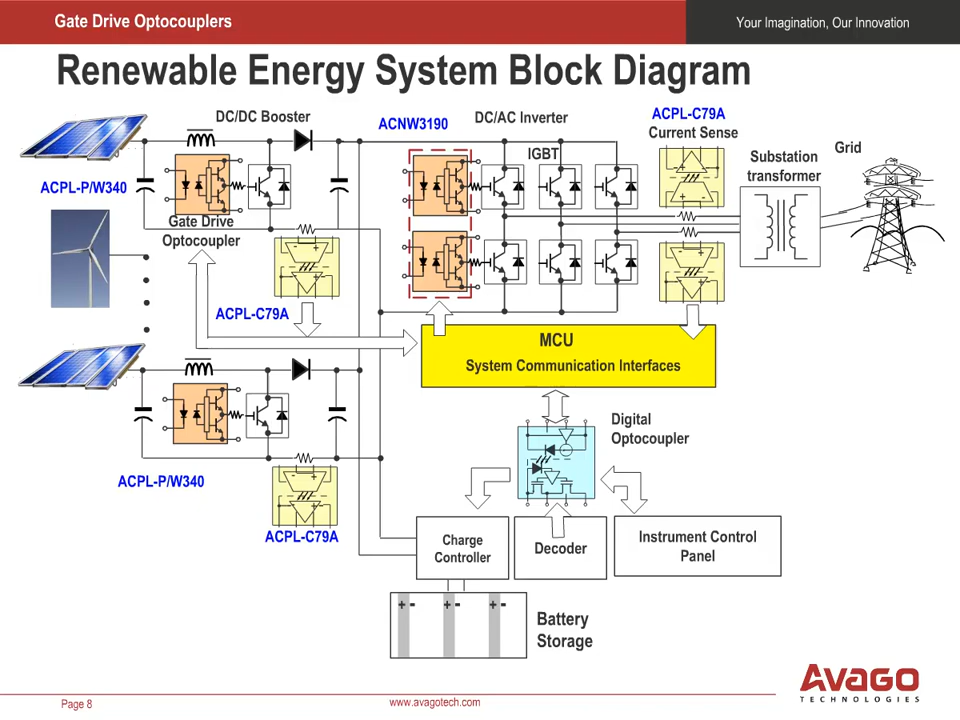 Gate Drive Optocouplers
Your Imagination, Our Innovation
Renewable Energy System Block Diagram
DC/DC Booster
ACNW3190
DC/AC Inverter
ACPL-C79A
Current Sense
IGBT
Substation
transformer
Grid
ACPL-P/W340
Gate Drive
Optocoupler
ACPL-C79A
MCU
System Communication Interfaces
Digital
Optocoupler
ACPL-P/W340
ACPL-C79A
Charge
Controller
Decoder
Instrument Control
Panel
+ - + - + -
Battery
Storage
AVAGO
TECHNOLOGIES
Page 8
www.avagotech.com